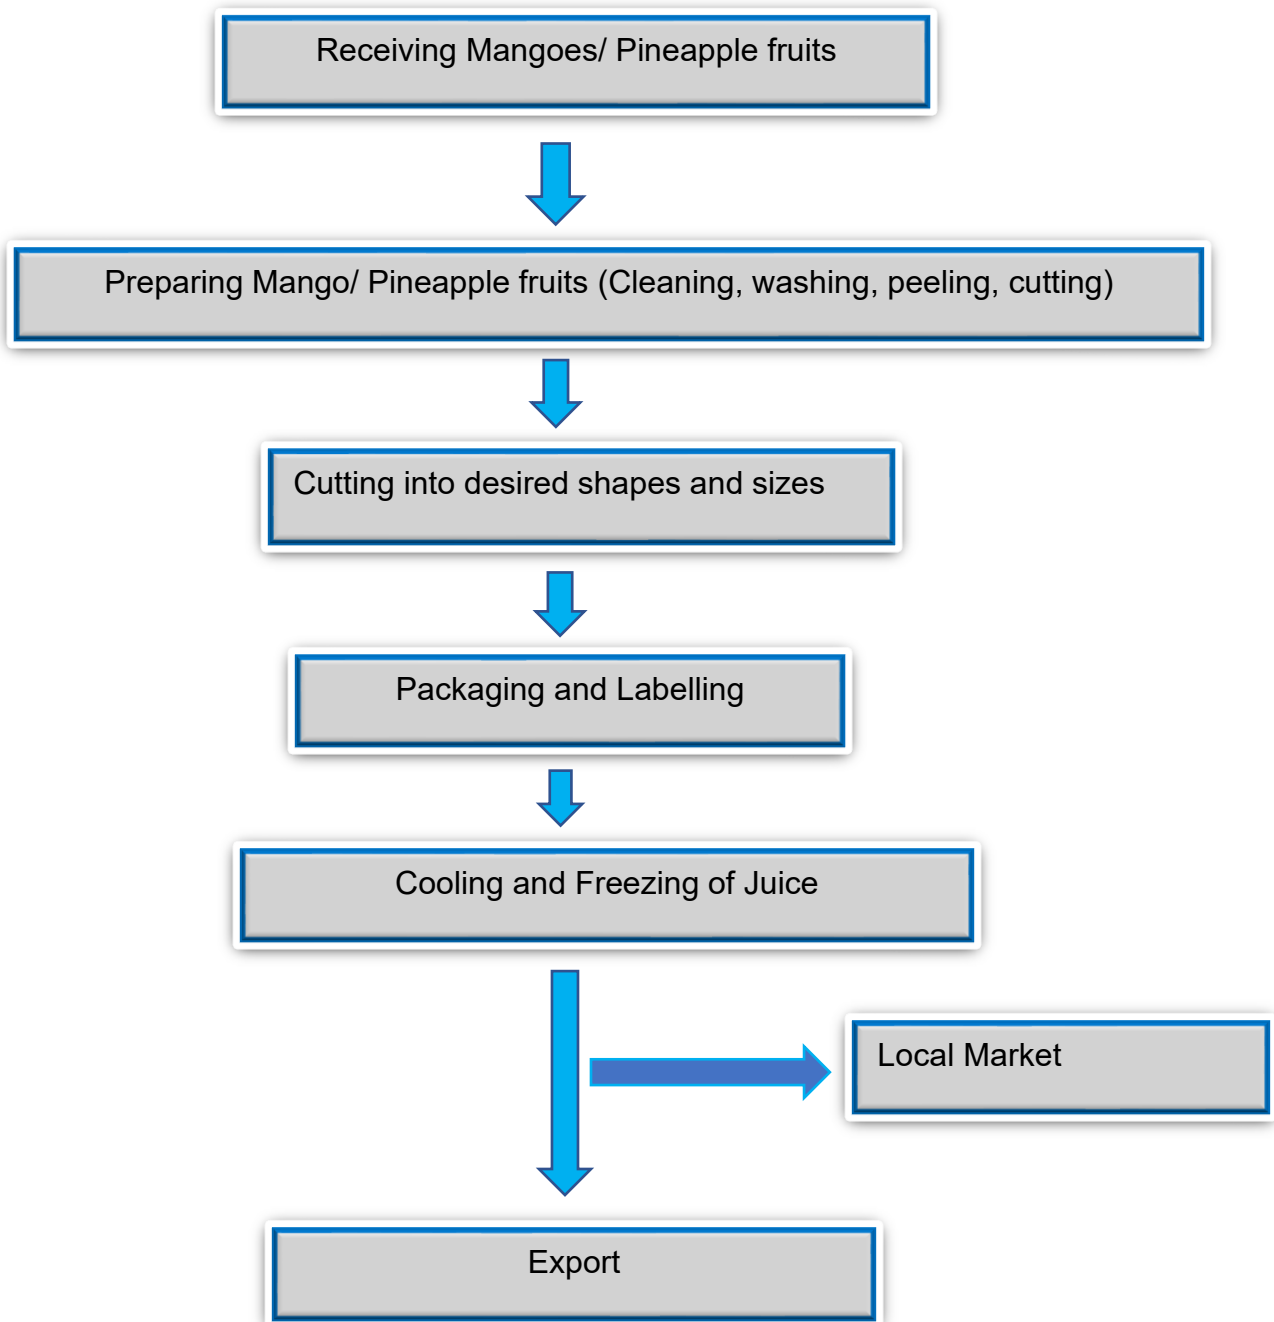 Receiving Mangoes/ Pineapple fruits
Preparing Mango/ Pineapple fruits (Cleaning, washing, peeling, cutting)
Cutting into desired shapes and sizes
Packaging and Labelling
Cooling and Freezing of Juice
Local Market
Export